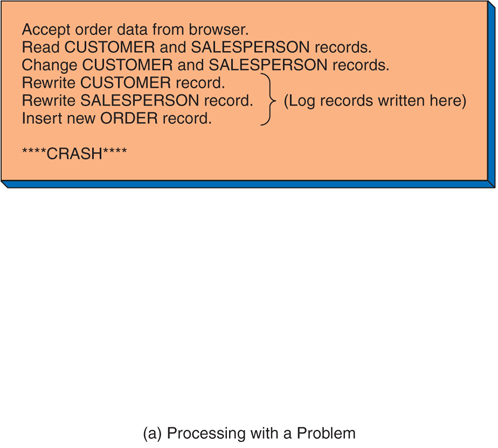 Accept order data from browser.
Read CUSTOMER and SALESPERSON records.
Change CUSTOMER and SALESPERSON records.
Rewrite CUSTOMER record.
Rewrite SALESPERSON record. (Log records written here)
Insert new ORDER record.
****CRASH****
(a) Processing with a Problem